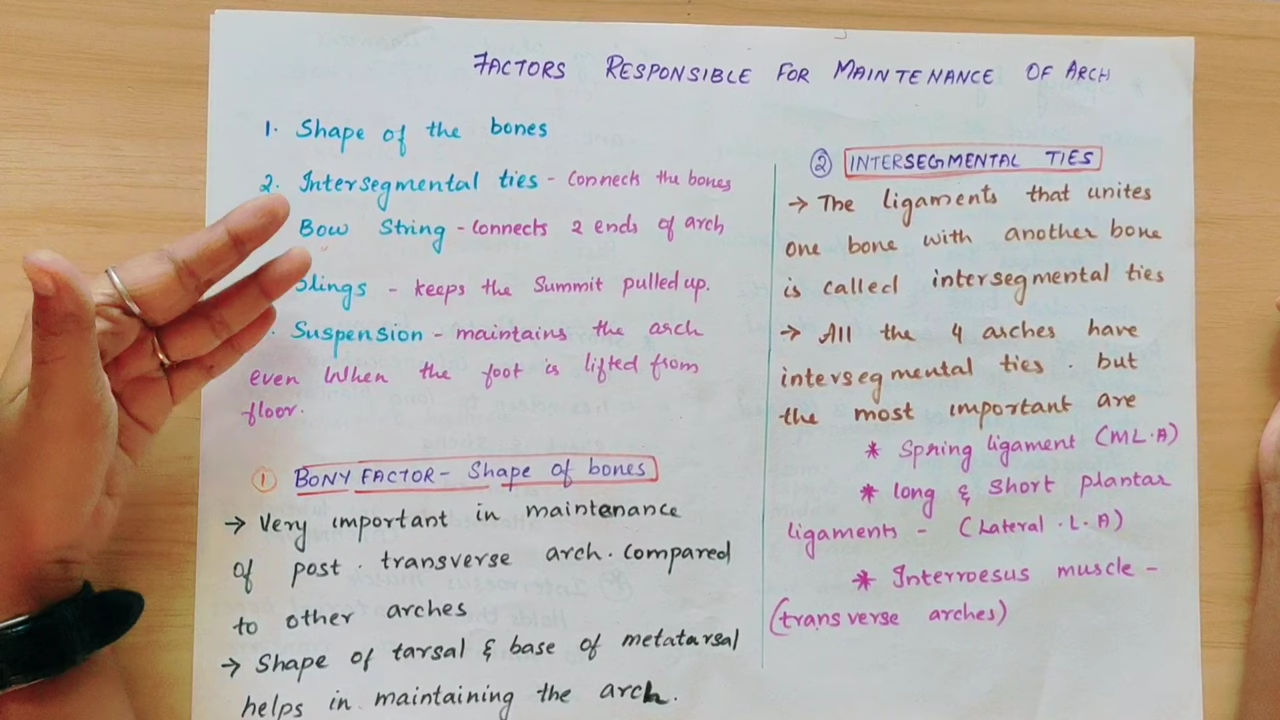 FACTORS RESPONSIBLE FOR MAINTENANCE OF ARCH
1. Shape of the bones
2. Intersegmental ties - Connects the bones
Bow String - Connects 2 ends of arch
Slings - keeps the Summit pulled up.
Suspension - maintains the arch
even When the foot is lifted from
floor.
① BONY FACTOR - Shape of bones
→ Very important in maintenance
of post. transverse arch. Compared
to other arches
→ Shape of tarsal & base of metatarsal
helps in maintaining the arch.
② INTERSEGMENTAL TIES
→ The ligaments that unites
one bone with another bone
is called intersegmental ties
→ All the 4 arches have
intersegmental ties. but
the most important are
* Spring ligament (ML.A)
* long & Short plantar
ligaments - (Lateral.L.A)
* Interroesus muscle -
(transverse arches)